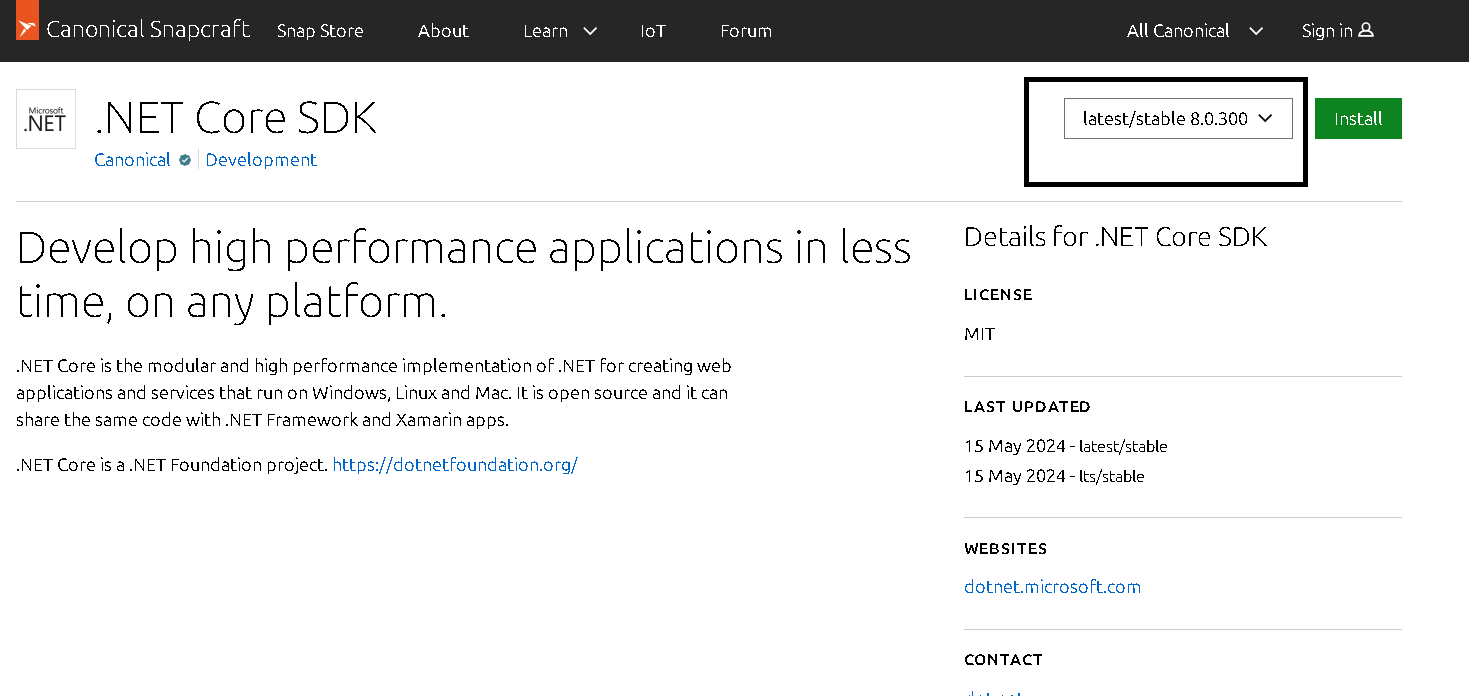 Canonical Snapcraft Snap Store About Learn IoT Forum All Canonical Sign in
Microsoft
.NET
.NET Core SDK
Canonical Development
latest/stable 8.0.300
Install
Develop high performance applications in less
time, on any platform.
.NET Core is the modular and high performance implementation of .NET for creating web
applications and services that run on Windows, Linux and Mac. It is open source and it can
share the same code with .NET Framework and Xamarin apps.
.NET Core is a .NET Foundation project. https://dotnetfoundation.org/
Details for .NET Core SDK
LICENSE
MIT
LAST UPDATED
15 May 2024 - latest/stable
15 May 2024 - lts/stable
WEBSITES
dotnet.microsoft.com
CONTACT